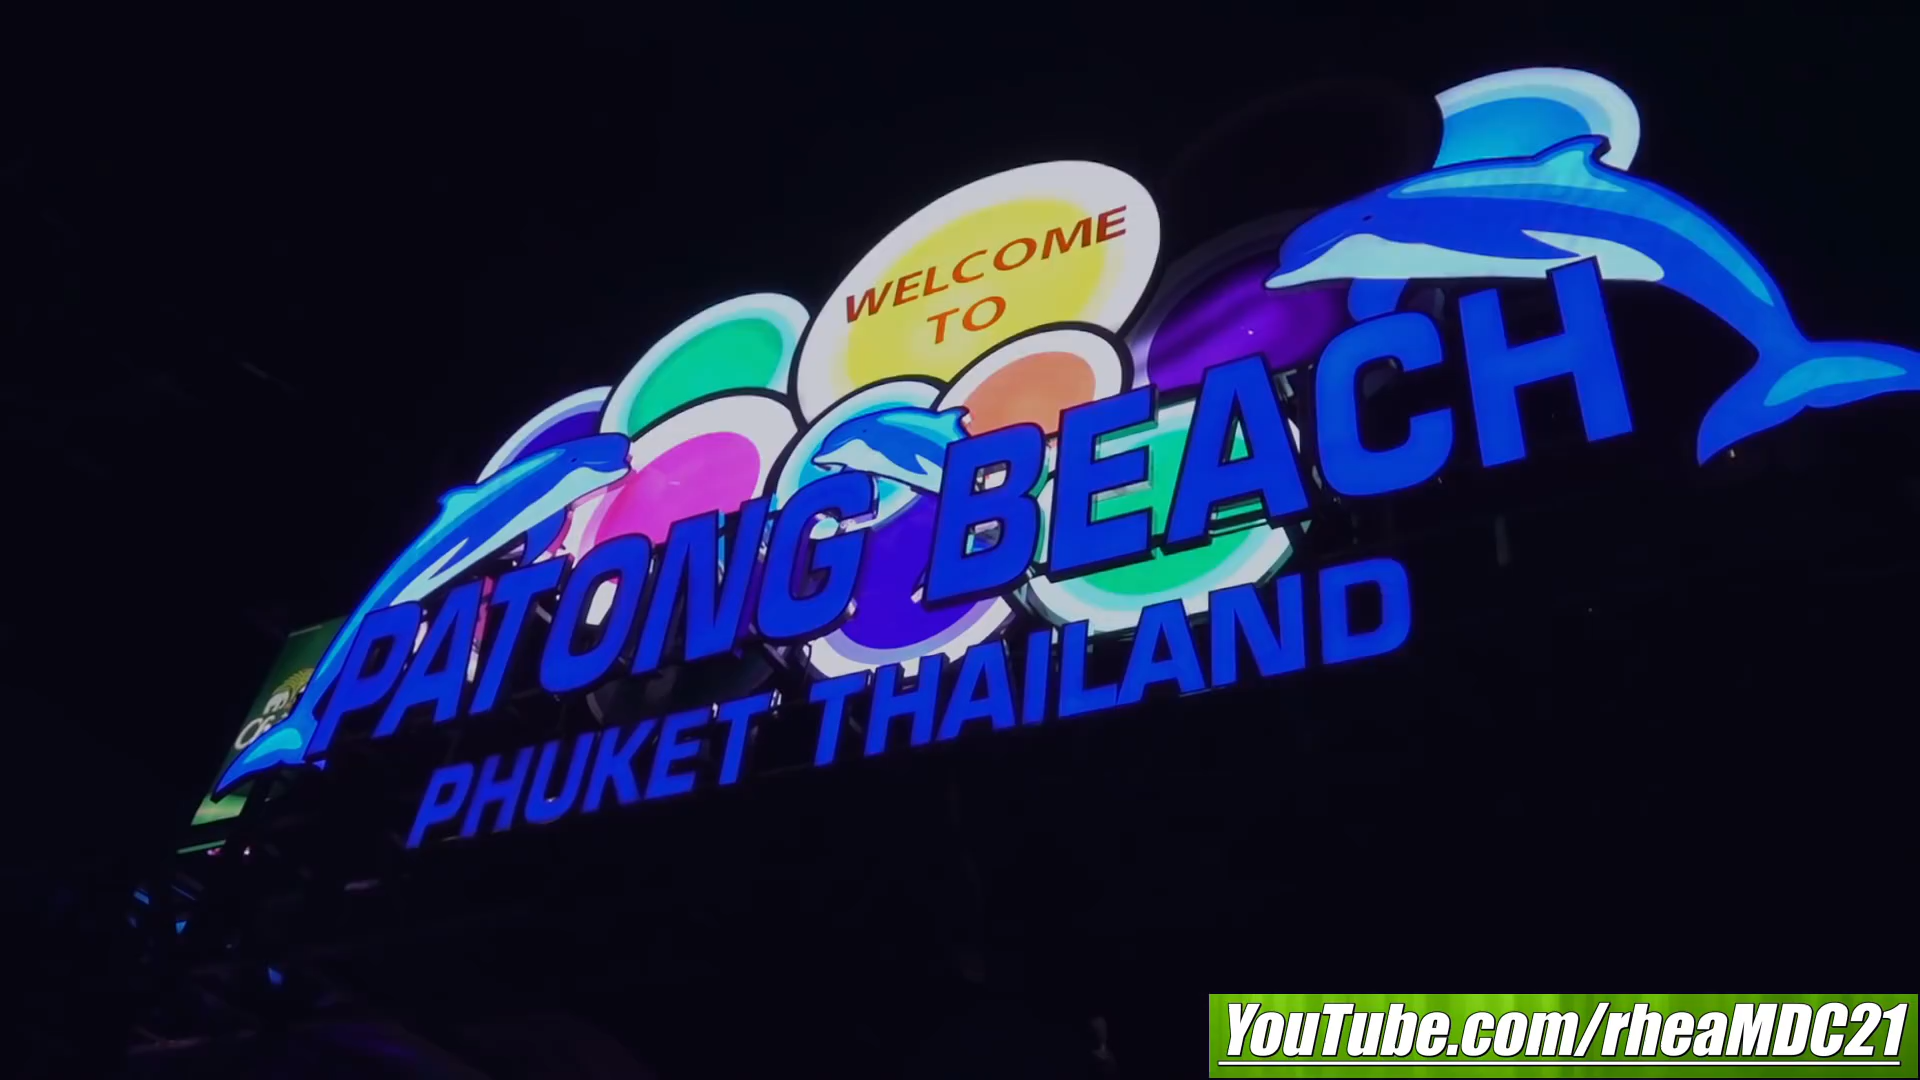 WELCOME
TO
PATONG BEACH
PHUKET THAILAND
YouTube.com/rheaMDC21